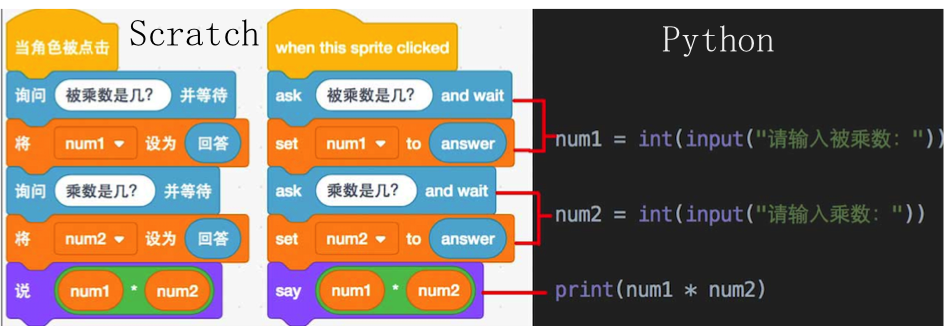 Scratch
Python
当角色被点击
询问 被乘数是几? 并等待
将 num1 设为 回答
询问 乘数是几? 并等待
将 num2 设为 回答
说 num1 * num2
when this sprite clicked
ask 被乘数是几? and wait
set num1 to answer
ask 乘数是几? and wait
set num2 to answer
say num1 * num2
num1 = int(input("请输入被乘数: "))
num2 = int(input("请输入乘数: "))
print(num1 * num2)